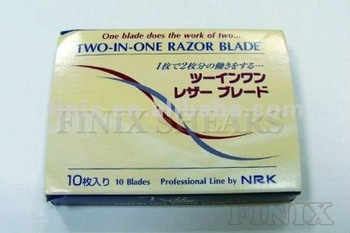 One blade does the work of two...
TWO-IN-ONE RAZOR BLADE
1枚で2枚分の働きをする…
ツーインワン
レザー ブレード
FINIX SHEARS
10枚入り 10 Blades Professional Line by NRK
FINIX